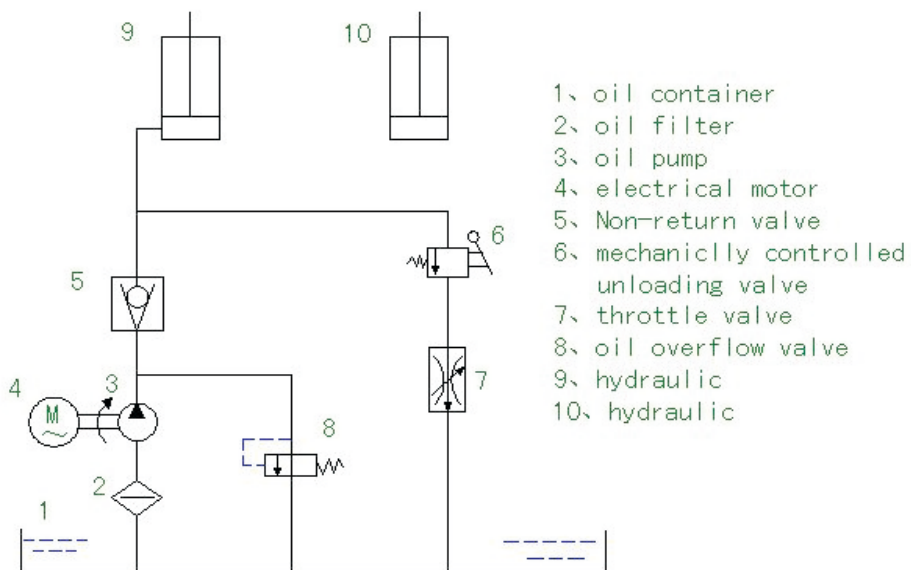 9
10
5
6
4
M
3
7
8
2
1
1、oil container
2、oil filter
3、oil pump
4、electrical motor
5、Non-return valve
6、mechaniclly controlled
unloading valve
7、throttle valve
8、oil overflow valve
9、hydraulic
10、hydraulic